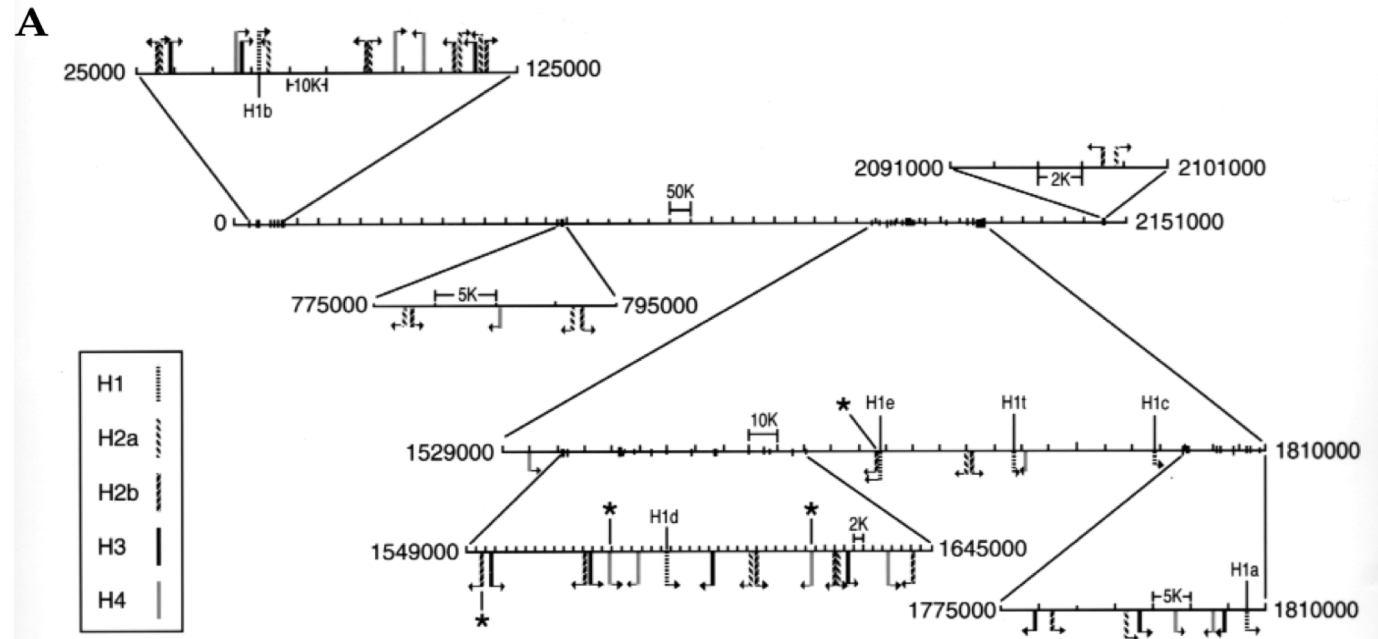 A
25000 125000
10K
H1b
2091000 2101000
2K
50K
0 2151000
775000 5K 795000
H1
H2a
H2b
H3
H4
* H1e H1t H1c
10K
1529000 1810000
* H1d * 2K
1549000 1645000
*
H1a
5K
1775000 1810000